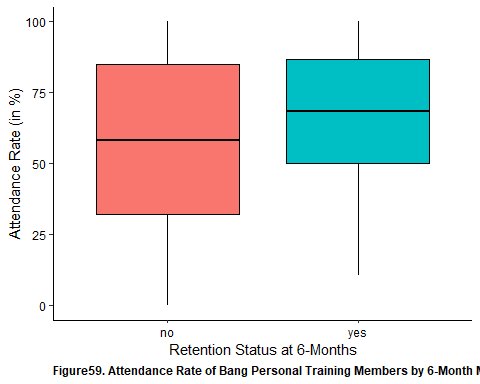 100
75
50
25
0
Attendance Rate (in %)
no yes
Retention Status at 6-Months
Figure59. Attendance Rate of Bang Personal Training Members by 6-Month